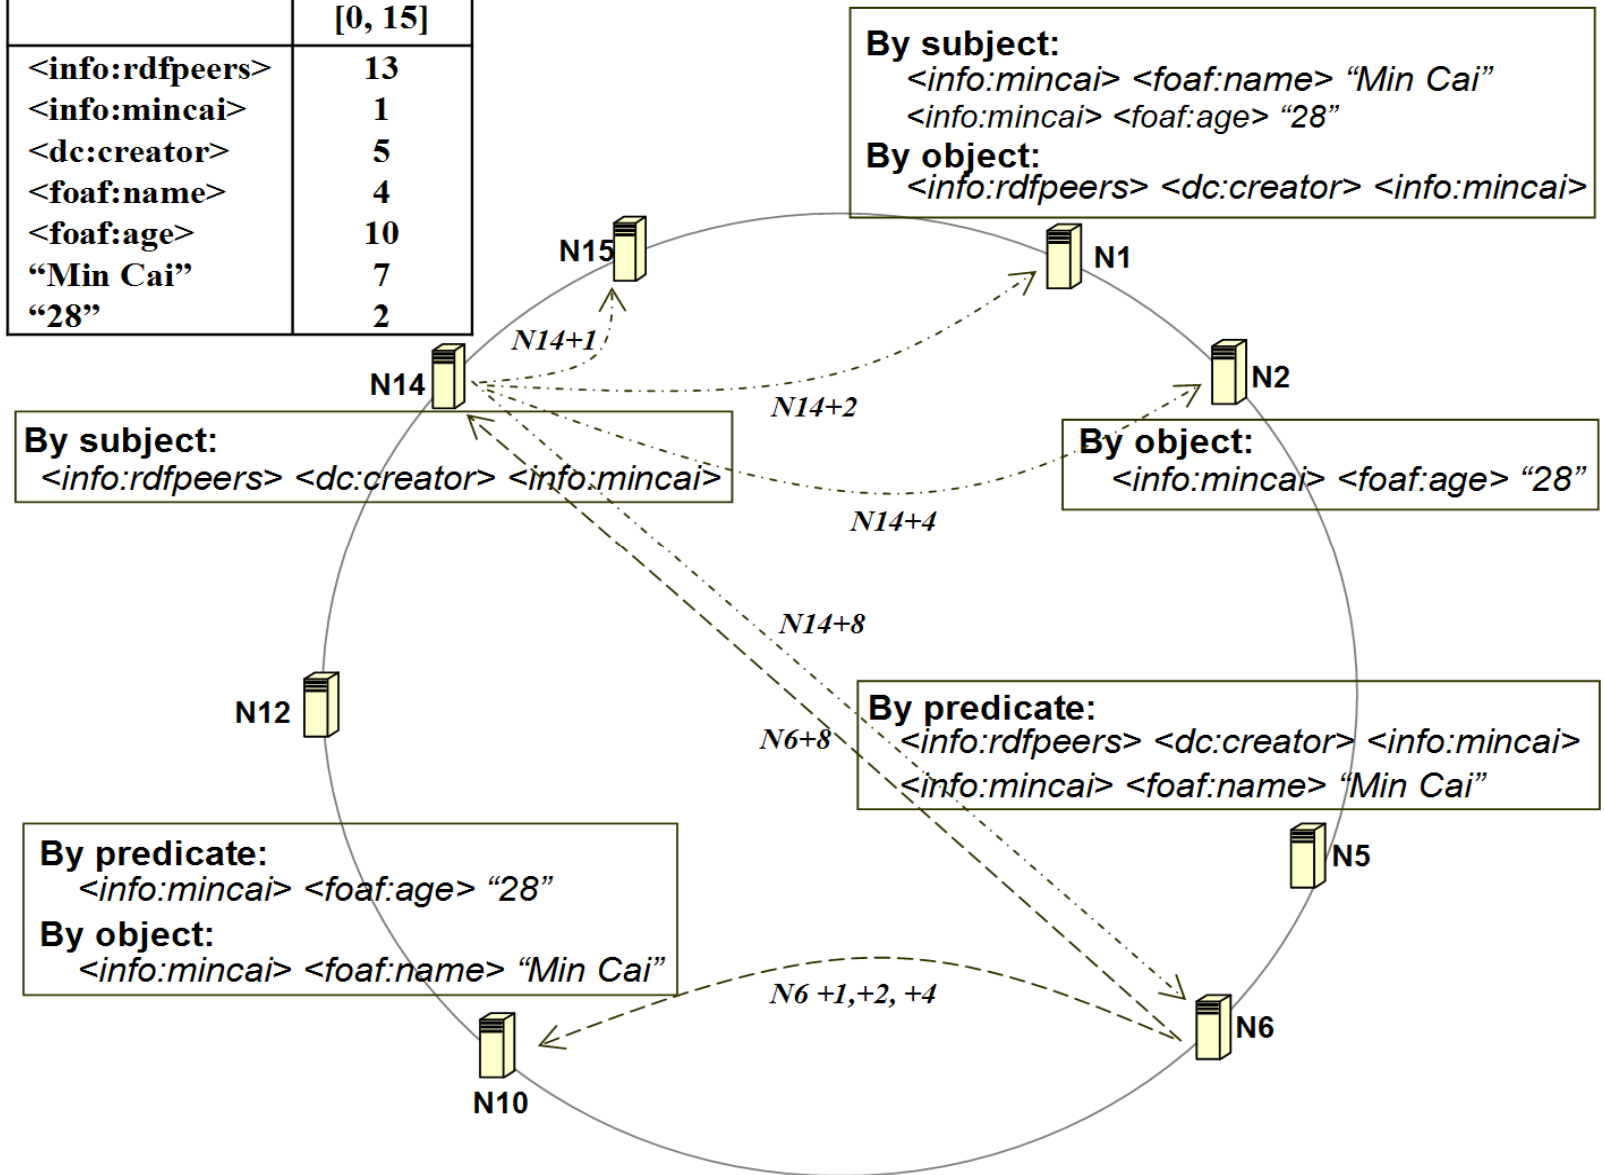 [0, 15]
<info:rdfpeers> 13
<info:mincai> 1
<dc:creator> 5
<foaf:name> 4
<foaf:age> 10
“Min Cai” 7
“28” 2
By subject:
<info:mincai> <foaf:name> “Min Cai”
<info:mincai> <foaf:age> “28”
By object:
<info:rdfpeers> <dc:creator> <info:mincai>
N15
N1
N14+1
N14
N2
N14+2
By subject:
<info:rdfpeers> <dc:creator> <info:mincai>
By object:
<info:mincai> <foaf:age> “28”
N14+4
N14+8
N12
N6+8
By predicate:
<info:rdfpeers> <dc:creator> <info:mincai>
<info:mincai> <foaf:name> “Min Cai”
N5
By predicate:
<info:mincai> <foaf:age> “28”
By object:
<info:mincai> <foaf:name> “Min Cai”
N6 +1,+2, +4
N6
N10